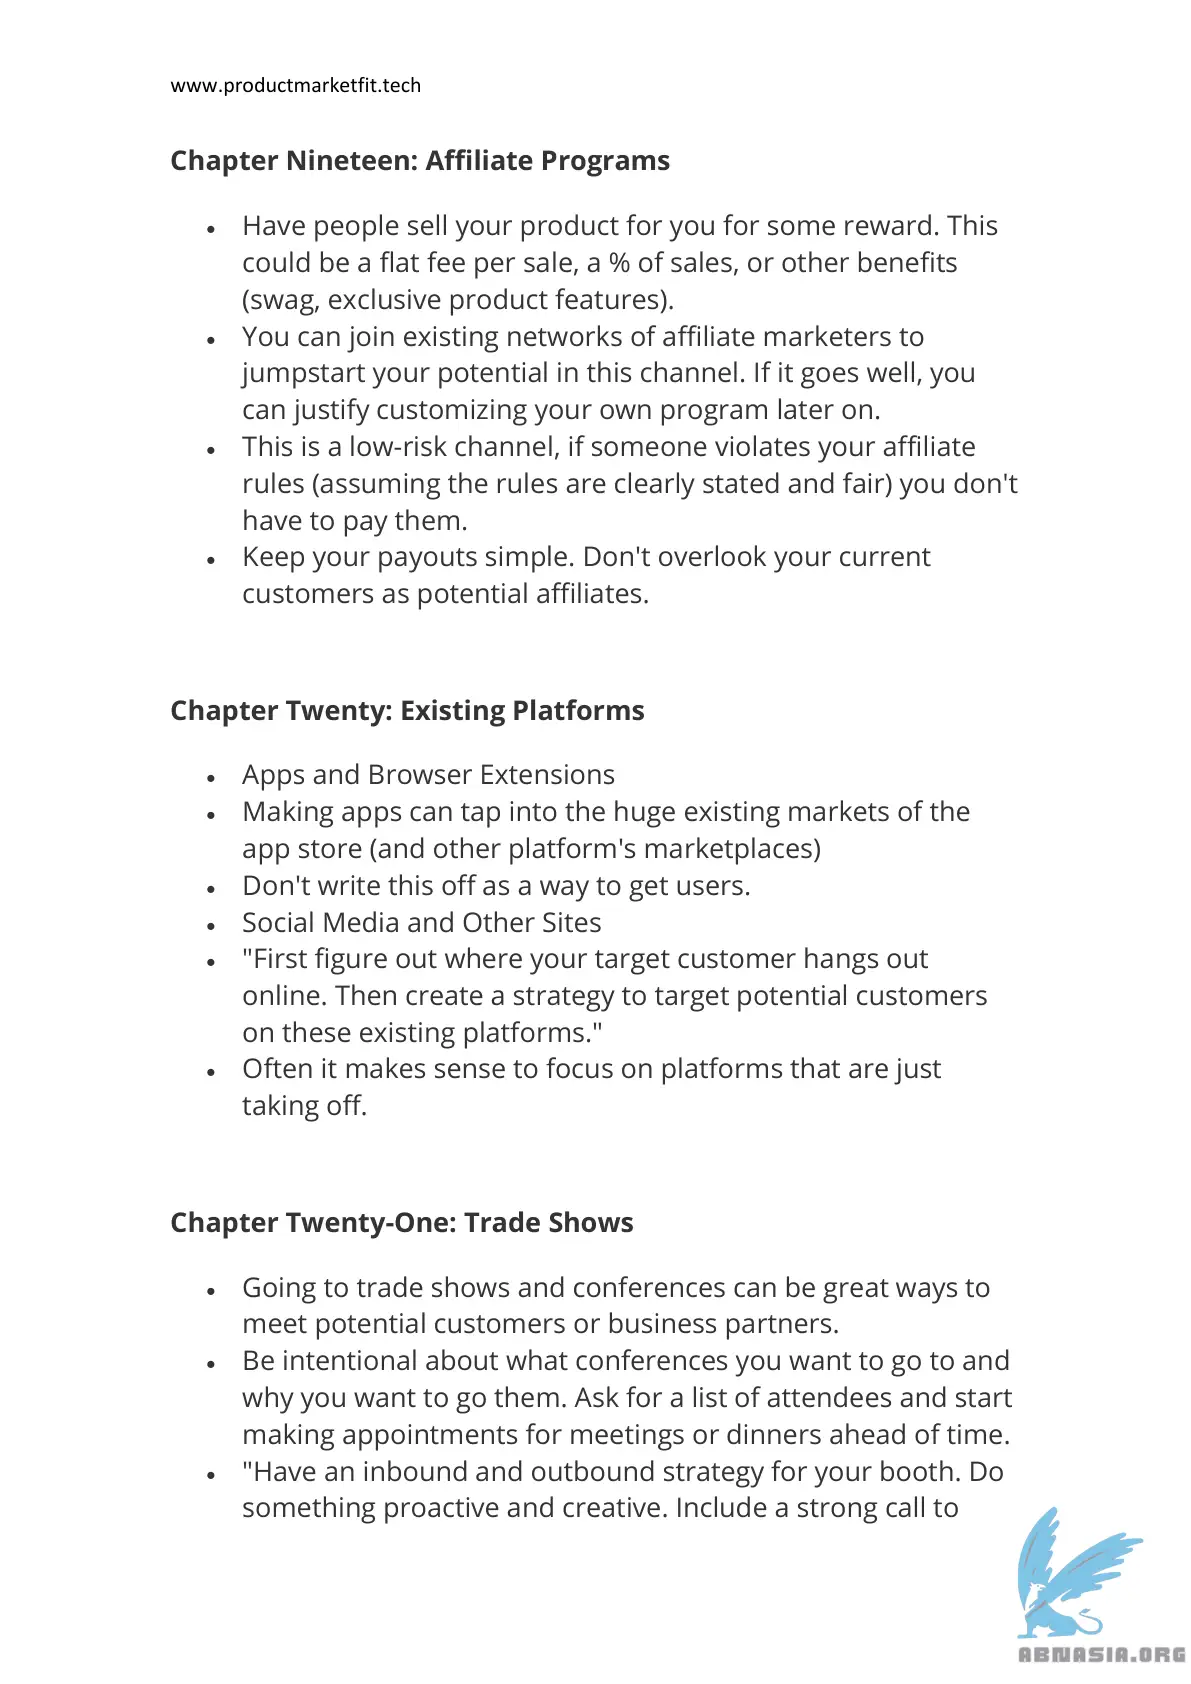 www.productmarketfit.tech
Chapter Nineteen: Affiliate Programs
• Have people sell your product for you for some reward. This
could be a flat fee per sale, a % of sales, or other benefits
(swag, exclusive product features).
• You can join existing networks of affiliate marketers to
jumpstart your potential in this channel. If it goes well, you
can justify customizing your own program later on.
• This is a low-risk channel, if someone violates your affiliate
rules (assuming the rules are clearly stated and fair) you don't
have to pay them.
• Keep your payouts simple. Don't overlook your current
customers as potential affiliates.
Chapter Twenty: Existing Platforms
• Apps and Browser Extensions
• Making apps can tap into the huge existing markets of the
app store (and other platform's marketplaces)
• Don't write this off as a way to get users.
• Social Media and Other Sites
• "First figure out where your target customer hangs out
online. Then create a strategy to target potential customers
on these existing platforms."
• Often it makes sense to focus on platforms that are just
taking off.
Chapter Twenty-One: Trade Shows
• Going to trade shows and conferences can be great ways to
meet potential customers or business partners.
• Be intentional about what conferences you want to go to and
why you want to go them. Ask for a list of attendees and start
making appointments for meetings or dinners ahead of time.
• "Have an inbound and outbound strategy for your booth. Do
something proactive and creative. Include a strong call to
ABNASIA.ORG